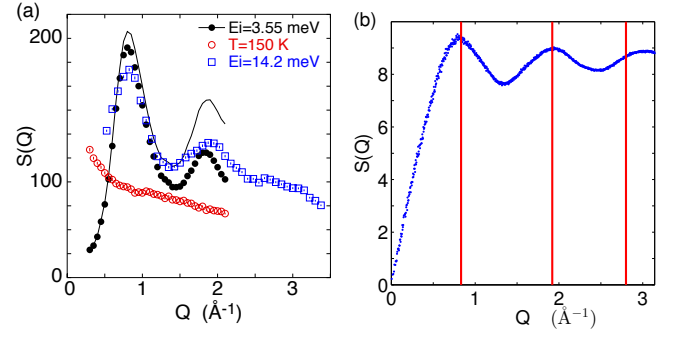 (a)
200
100
0
S(Q)
Ei=3.55 meV
T=150 K
Ei=14.2 meV
0
1
2
3
Q (Å⁻¹)
(b)
8
6
4
2
0
S(Q)
0
1
2
3
Q (Å⁻¹)